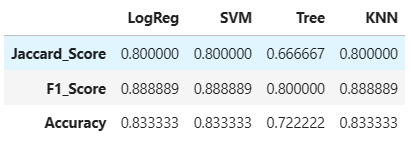 LogReg SVM Tree KNN
Jaccard_Score 0.800000 0.800000 0.666667 0.800000
F1_Score 0.888889 0.888889 0.800000 0.888889
Accuracy 0.833333 0.833333 0.722222 0.833333